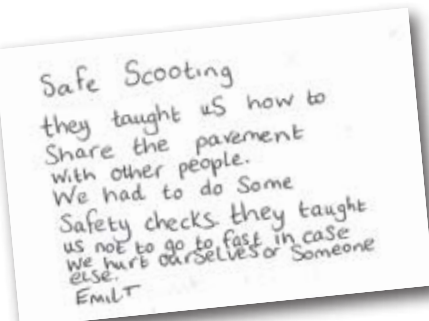 Safe Scooting
they taught us how to
Share the pavement
with other people.
We had to do Some
Safety checks. they taught
us not to go to fast in case
we hurt ourselves or Someone
else.
EmilT